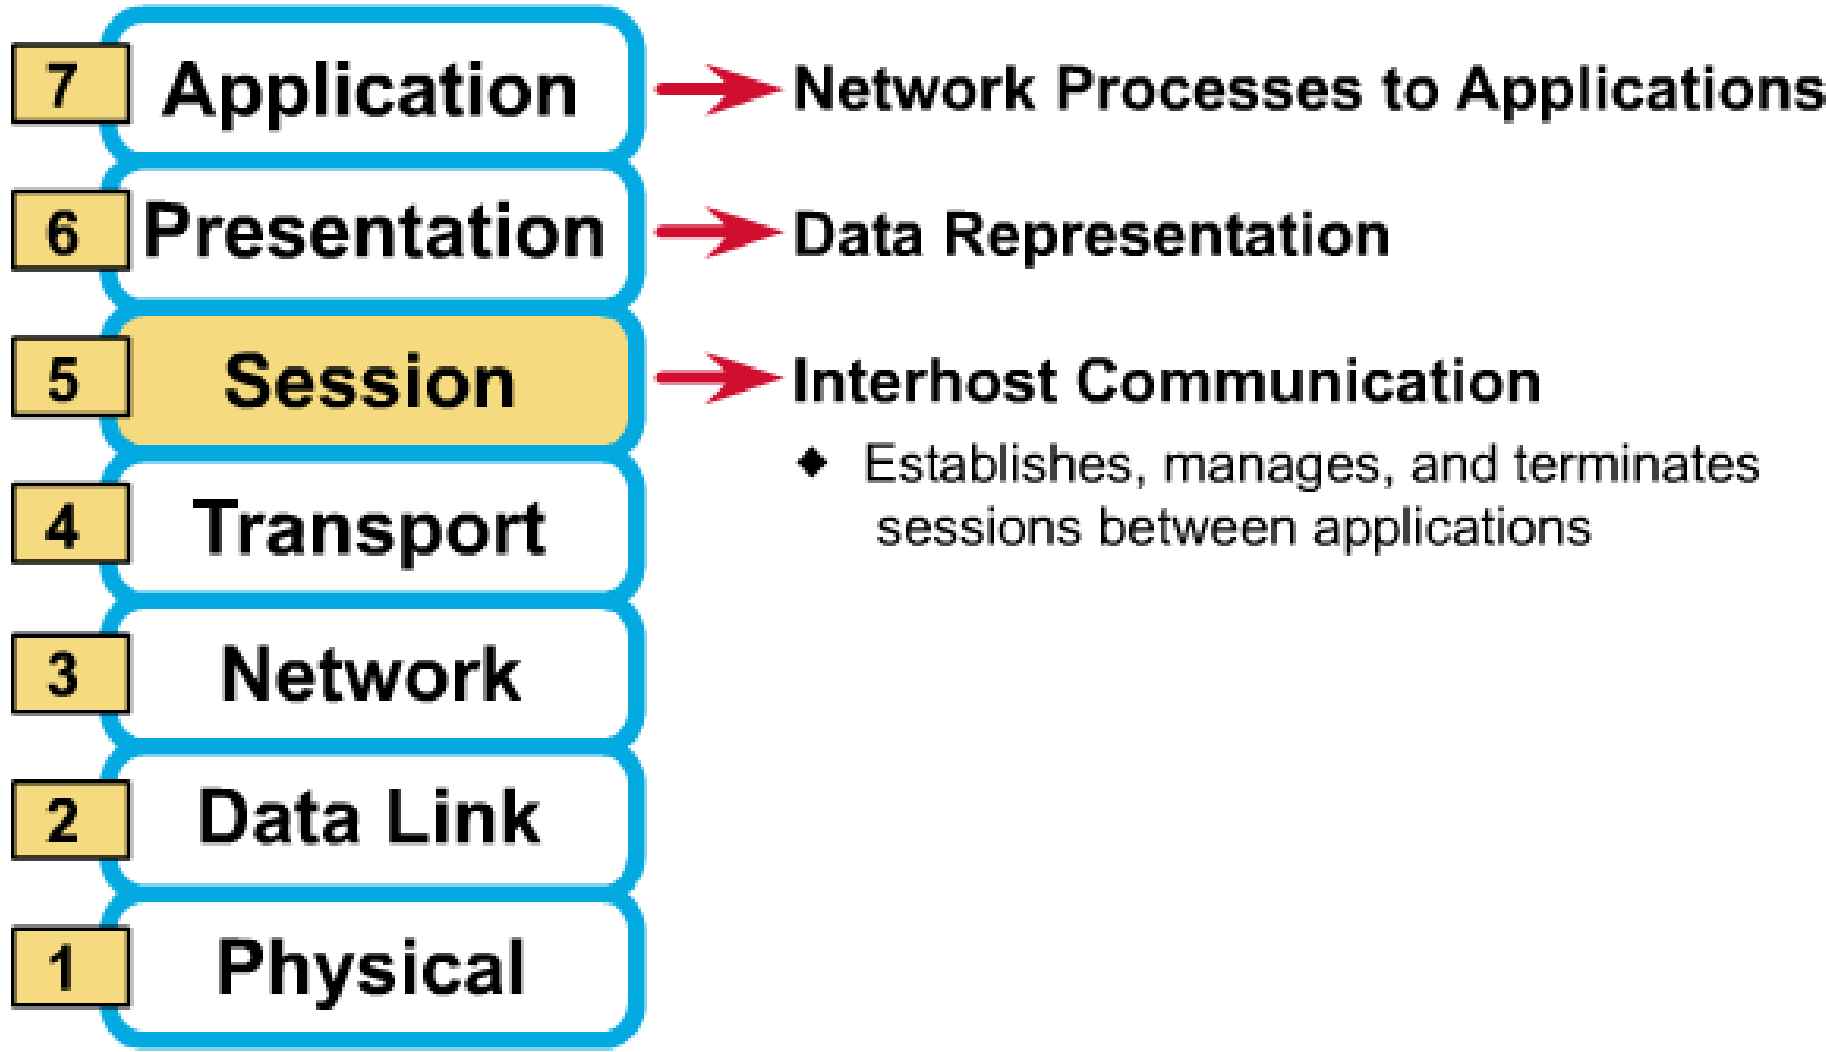 7 Application Network Processes to Applications
6 Presentation Data Representation
5 Session Interhost Communication
◆ Establishes, manages, and terminates
sessions between applications
4 Transport
3 Network
2 Data Link
1 Physical